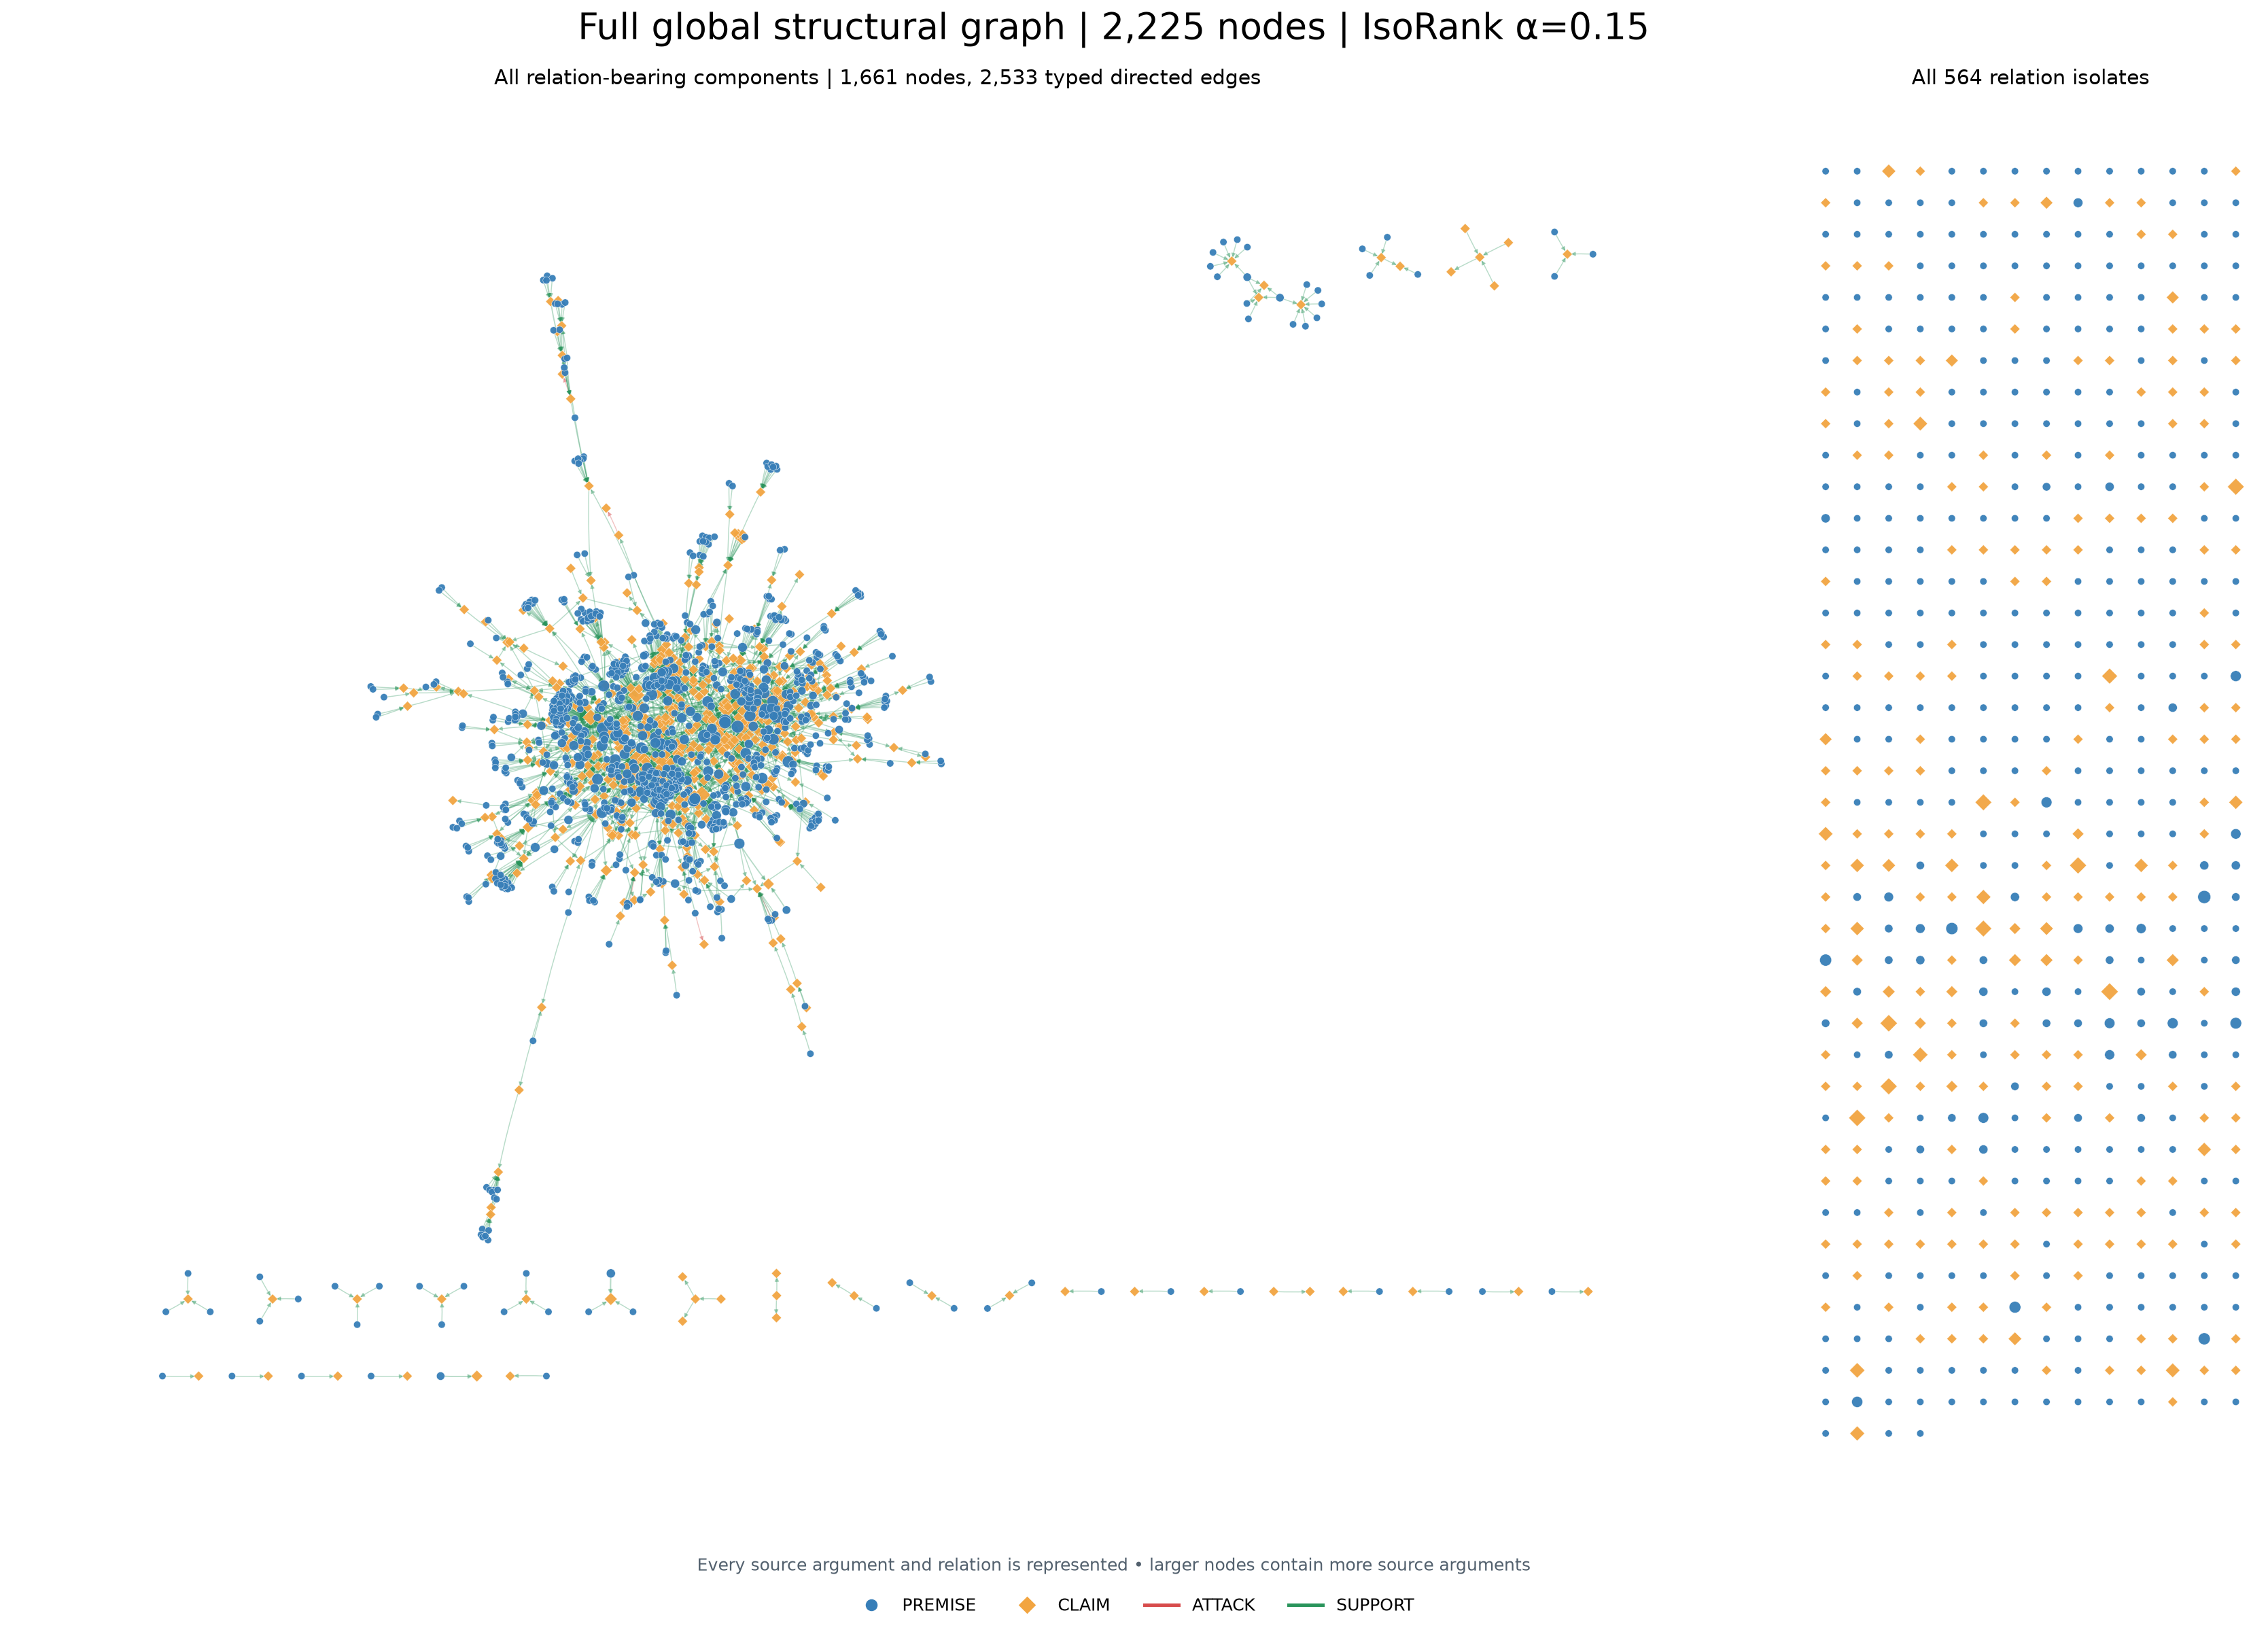 Full global structural graph | 2,225 nodes | IsoRank α=0.15
All relation-bearing components | 1,661 nodes, 2,533 typed directed edges
All 564 relation isolates
Every source argument and relation is represented • larger nodes contain more source arguments
PREMISE CLAIM ATTACK SUPPORT